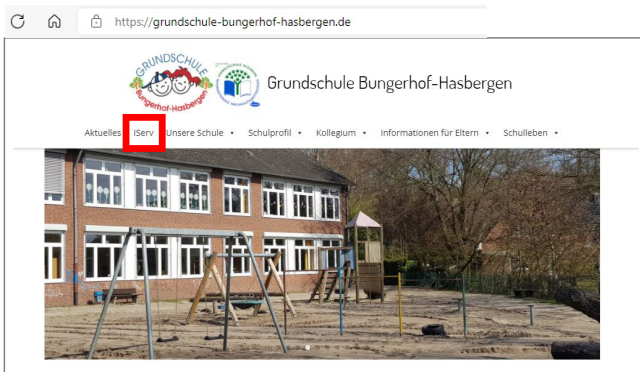 https://grundschule-bungerhof-hasbergen.de
GRUNDSCHULE
Bungerhof-Hasbergen
Grundschule Bungerhof-Hasbergen
Aktuelles IServ Unsere Schule • Schulprofil • Kollegium • Informationen für Eltern • Schulleben •